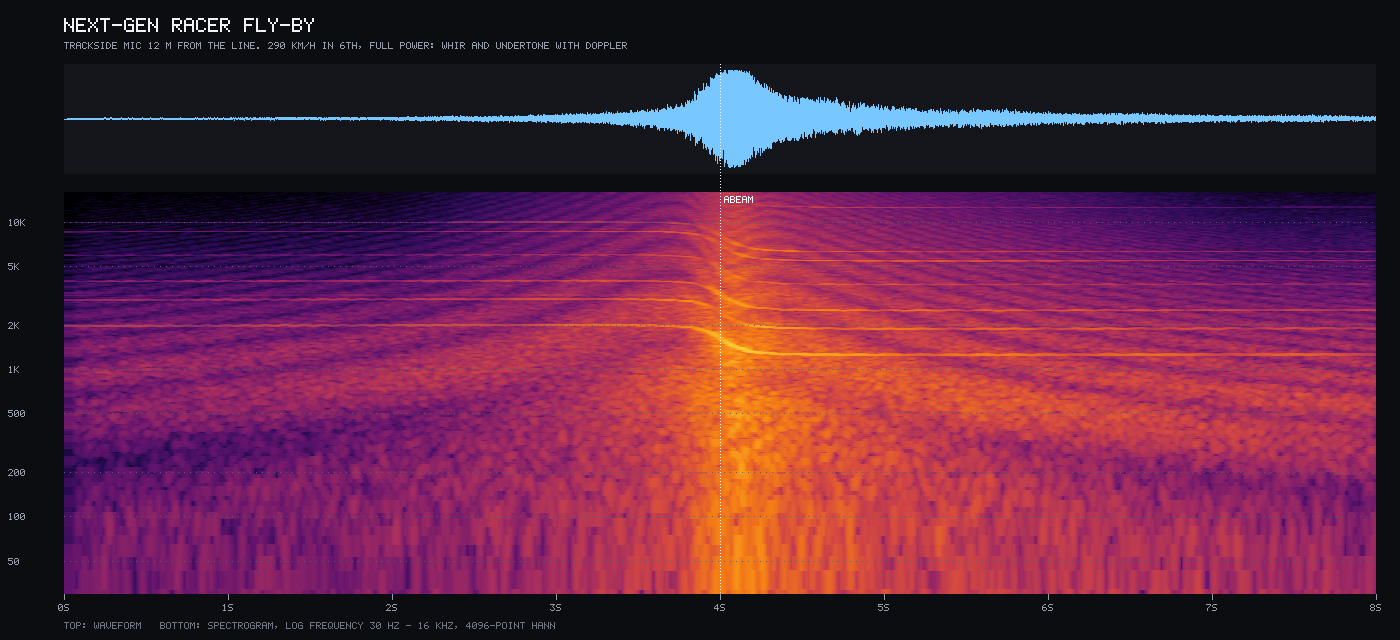 NEXT-GEN RACER FLY-BY
TRACKSIDE MIC 12 M FROM THE LINE. 290 KM/H IN 6TH, FULL POWER: WHIR AND UNDERTONE WITH DOPPLER
ABEAM
10K
5K
2K
1K
500
200
100
50
0S 1S 2S 3S 4S 5S 6S 7S 8S
TOP: WAVEFORM BOTTOM: SPECTROGRAM, LOG FREQUENCY 30 HZ - 16 KHZ, 4096-POINT HANN